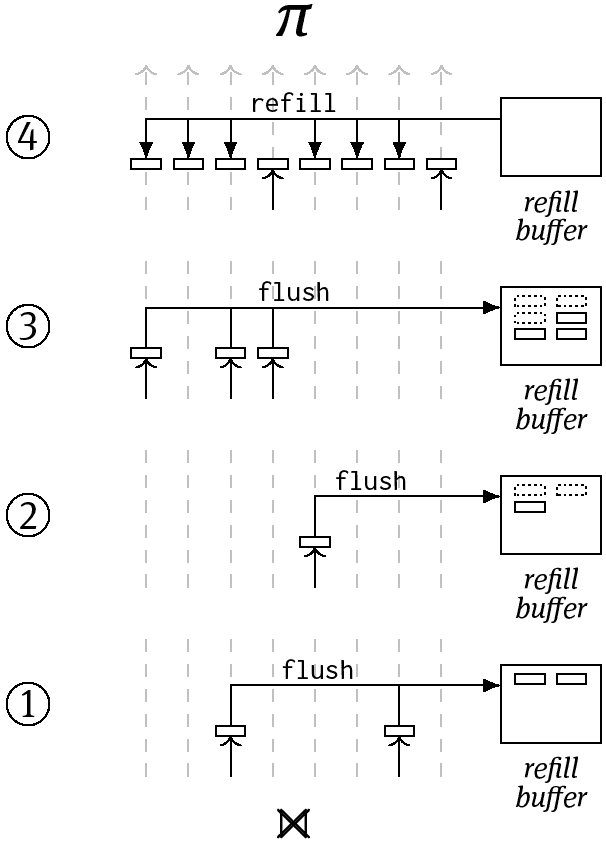 π
④
refill
refill
buffer
③
flush
refill
buffer
②
flush
refill
buffer
①
flush
refill
buffer
⋈